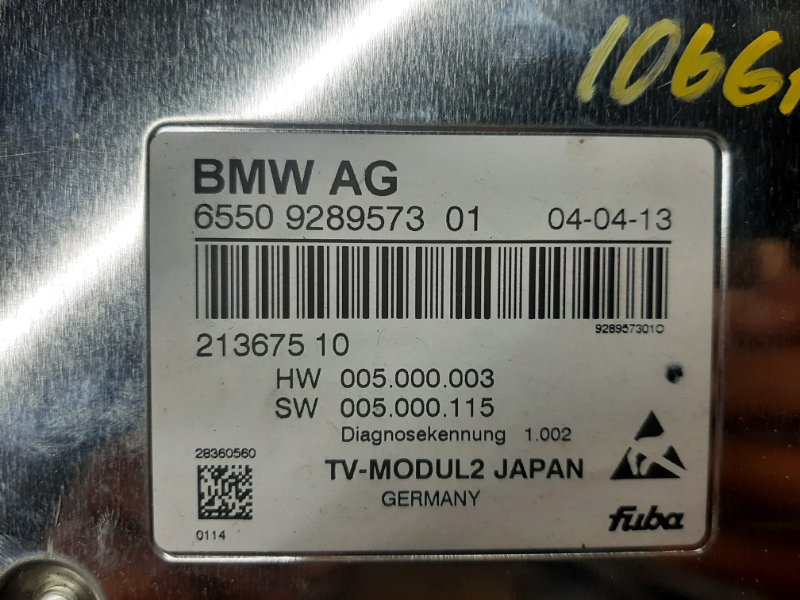 1066
BMW AG
6550 9289573 01 04-04-13
9289573010
213675 10
HW 005.000.003
SW 005.000.115
Diagnosekennung 1.002
28360560
TV-MODUL2 JAPAN
GERMANY
0114
fuba